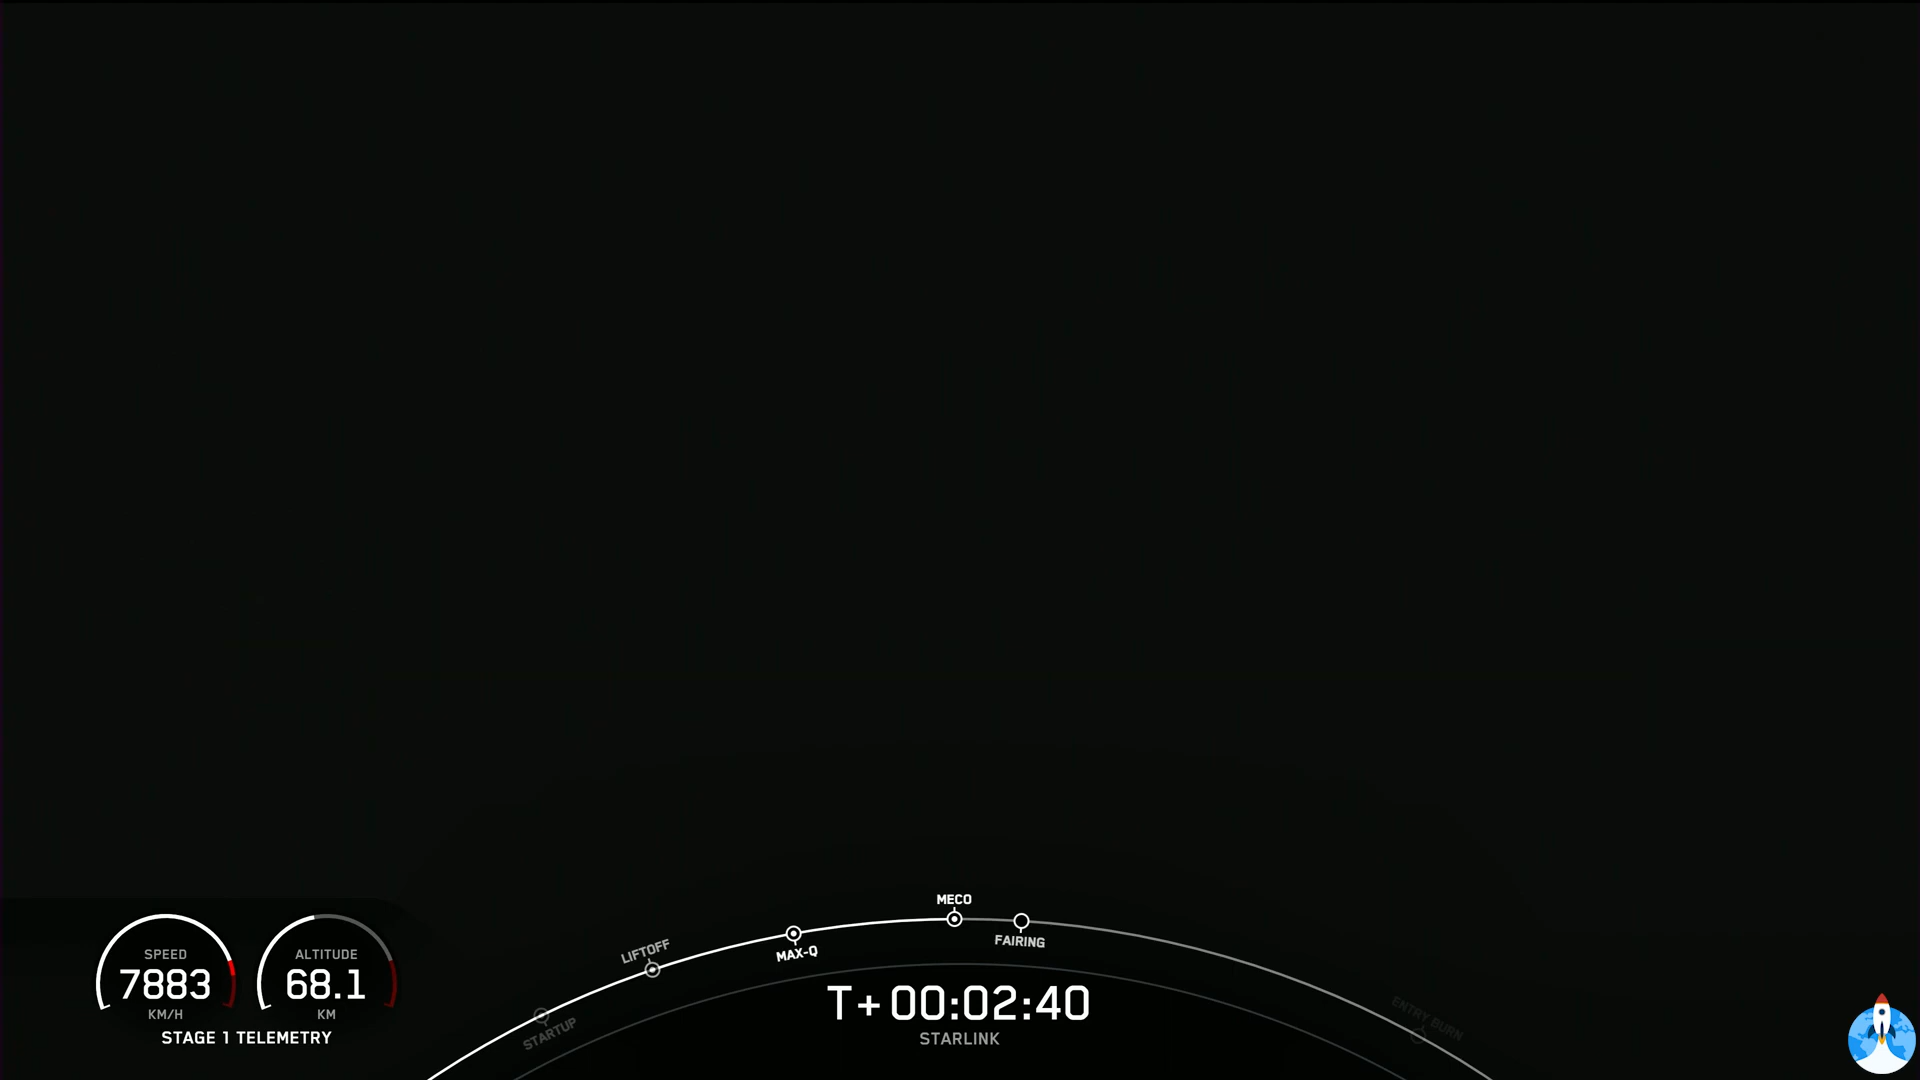 MECO
LIFTOFF
MAX-Q
FAIRING
STARTUP
ENTRY BURN
SPEED
7883
KM/H
ALTITUDE
68.1
KM
STAGE 1 TELEMETRY
T+00:02:40
STARLINK